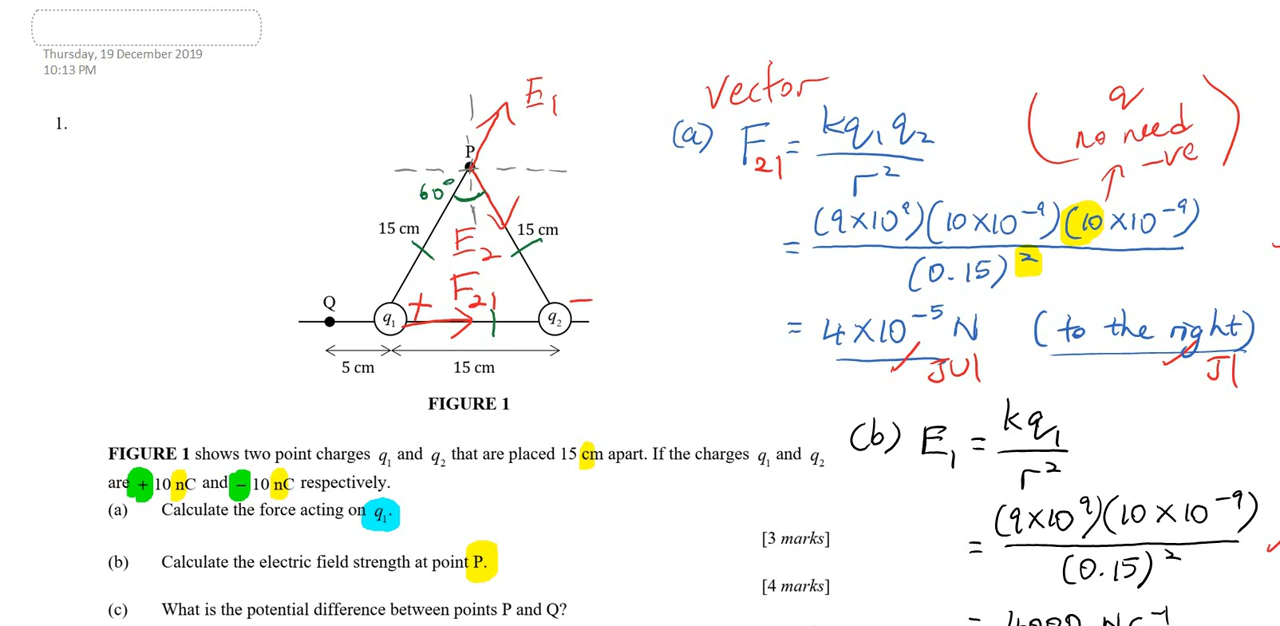 Thursday, 19 December 2019
10:13 PM
1.
E₁
P
60°
15 cm
15 cm
E₂
F₂₁
Q
+
q₁
q₂
−
5 cm
15 cm
FIGURE 1
FIGURE 1 shows two point charges q₁ and q₂ that are placed 15 cm apart. If the charges q₁ and q₂
are + 10 nC and − 10 nC respectively.
(a) Calculate the force acting on q₁.
[3 marks]
(b) Calculate the electric field strength at point P.
[4 marks]
(c) What is the potential difference between points P and Q?
vector
(a) F₂₁ = kq₁q₂ / r²
(q no need -ve)
= (9×10⁹)(10×10⁻⁹)(10×10⁻⁹) / (0.15)²
= 4×10⁻⁵ N (to the right)
JU1 J1
(b) E₁ = kq₁ / r²
= (9×10⁹)(10×10⁻⁹) / (0.15)²
= 4000 NC⁻¹